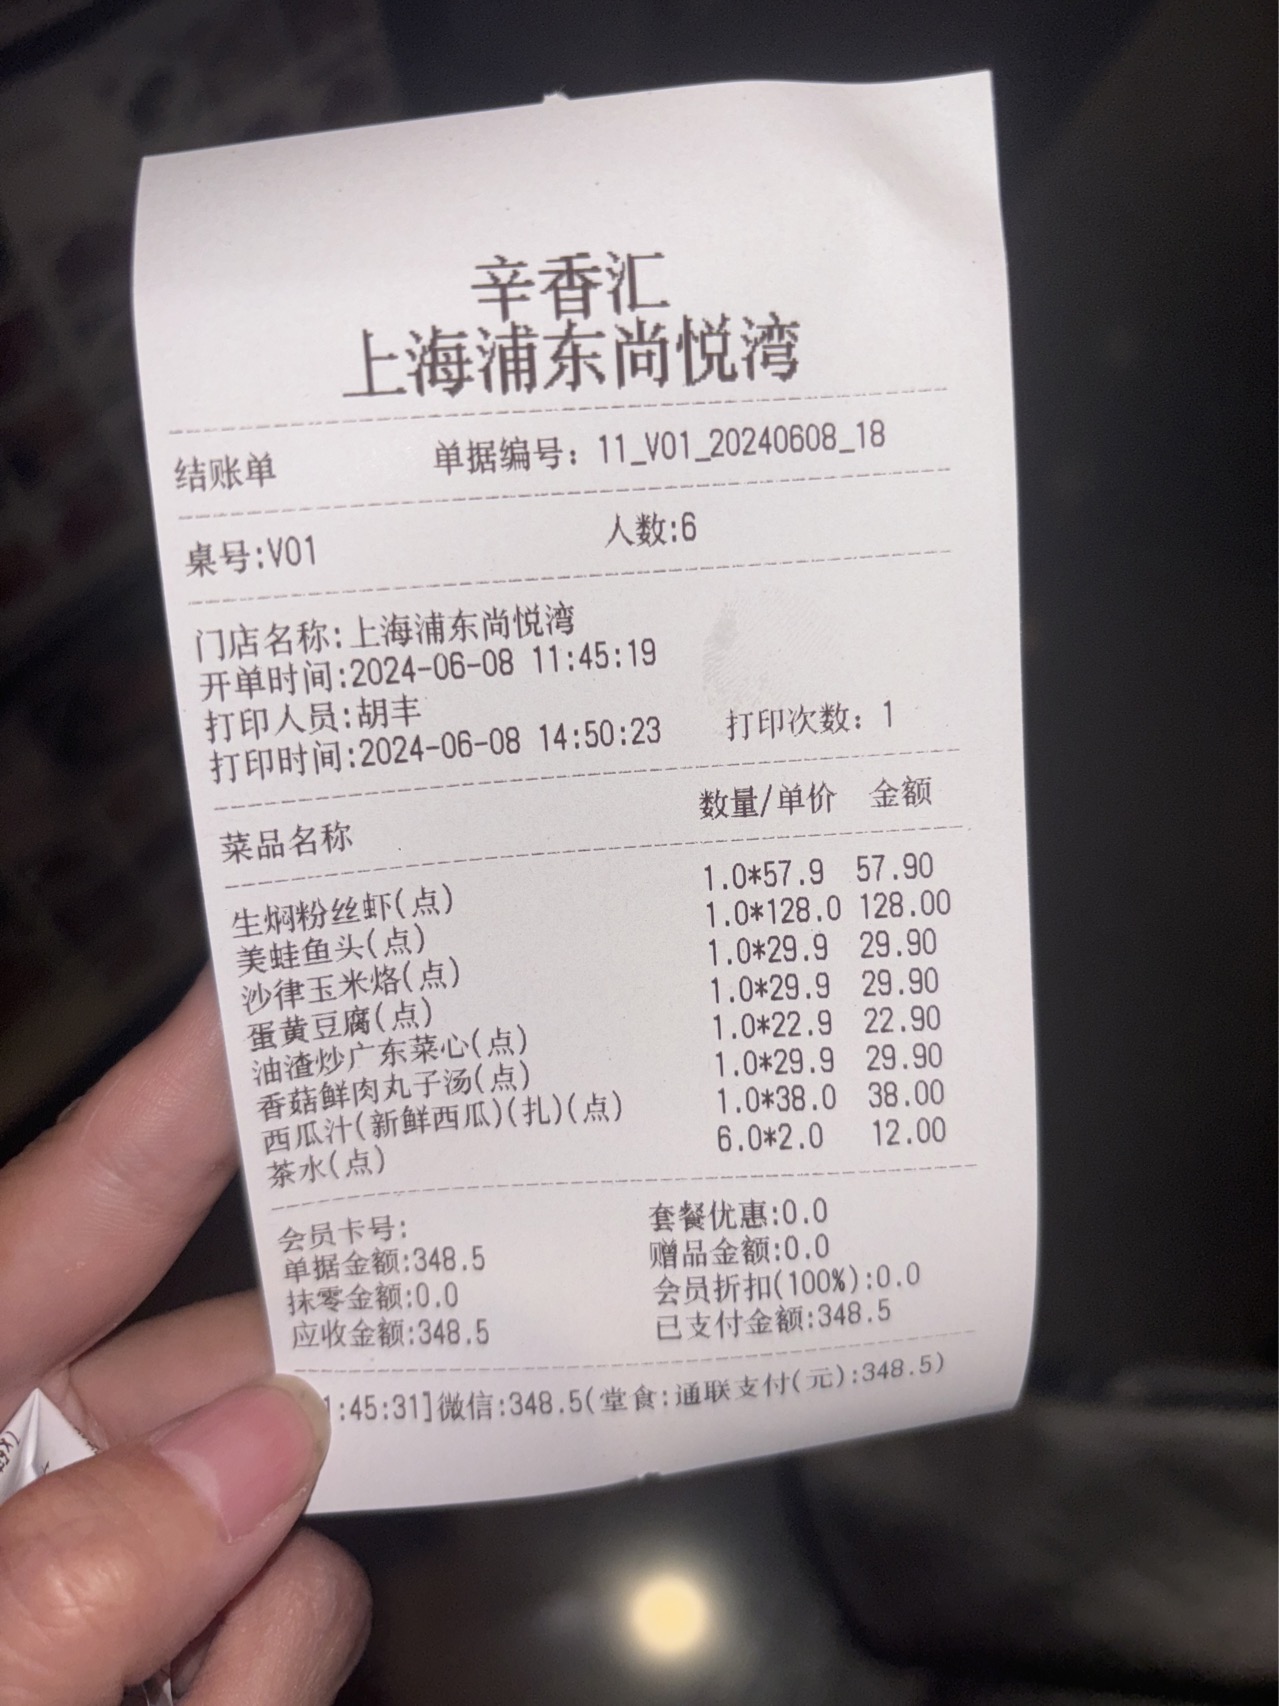 辛香汇
上海浦东尚悦湾
结账单 单据编号：11_V01_20240608_18
桌号:V01 人数:6
门店名称:上海浦东尚悦湾
开单时间:2024-06-08 11:45:19
打印人员:胡丰
打印时间:2024-06-08 14:50:23 打印次数：1
菜品名称 数量/单价 金额
生焖粉丝虾(点) 1.0*57.9 57.90
美蛙鱼头(点) 1.0*128.0 128.00
沙律玉米烙(点) 1.0*29.9 29.90
蛋黄豆腐(点) 1.0*29.9 29.90
油渣炒广东菜心(点) 1.0*22.9 22.90
香菇鲜肉丸子汤(点) 1.0*29.9 29.90
西瓜汁(新鲜西瓜)(扎)(点) 1.0*38.0 38.00
茶水(点) 6.0*2.0 12.00
会员卡号: 套餐优惠:0.0
单据金额:348.5 赠品金额:0.0
抹零金额:0.0 会员折扣(100%):0.0
应收金额:348.5 已支付金额:348.5
1:45:31]微信:348.5(堂食:通联支付(元):348.5)